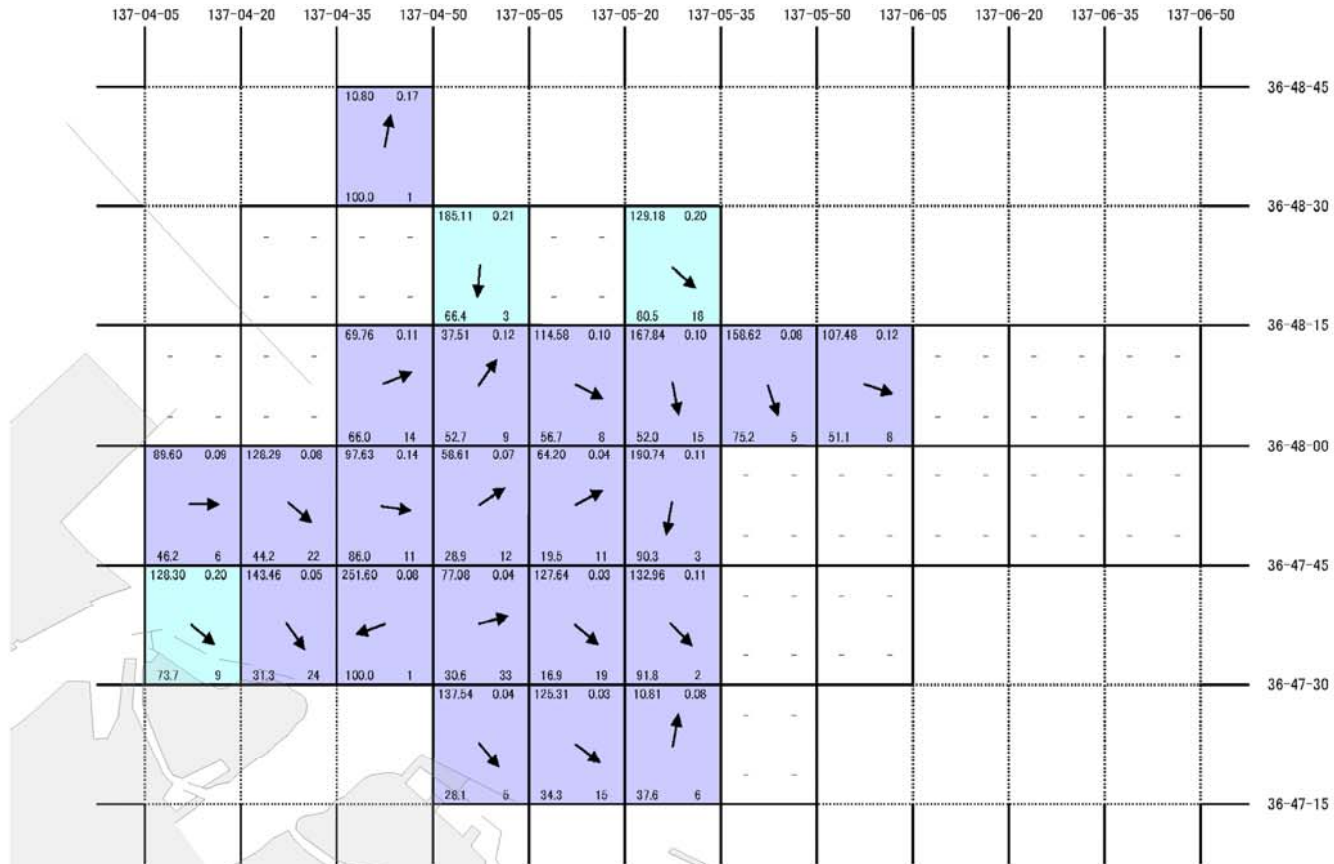 137-04-05 137-04-20 137-04-35 137-04-50 137-05-05 137-05-20 137-05-35 137-05-50 137-06-05 137-06-20 137-06-35 137-06-50
36-48-45
10.80 0.17
100.0 1
36-48-30
185.11 0.21 129.18 0.20
- - - - - -
- - - - - -
66.4 3 80.5 18
36-48-15
69.76 0.11 37.51 0.12 114.58 0.10 167.84 0.10 158.62 0.08 107.48 0.12
- - - - - - - - - -
- - - - - - - - - -
66.0 14 52.7 9 56.7 8 52.0 15 75.2 5 51.1 8
36-48-00
89.60 0.09 128.29 0.08 97.63 0.14 58.61 0.07 64.20 0.04 190.74 0.11
- - - - - - - - - -
- - - - - - - - - -
46.2 6 44.2 22 86.0 11 28.9 12 19.5 11 90.3 3
36-47-45
128.30 0.20 143.46 0.05 251.60 0.08 77.08 0.04 127.64 0.03 132.96 0.11
- - - -
- - - -
73.7 9 31.3 24 100.0 1 30.6 33 16.9 19 91.8 2
36-47-30
137.54 0.04 125.31 0.03 10.81 0.08
- -
- -
28.1 5 34.3 15 37.6 6
36-47-15